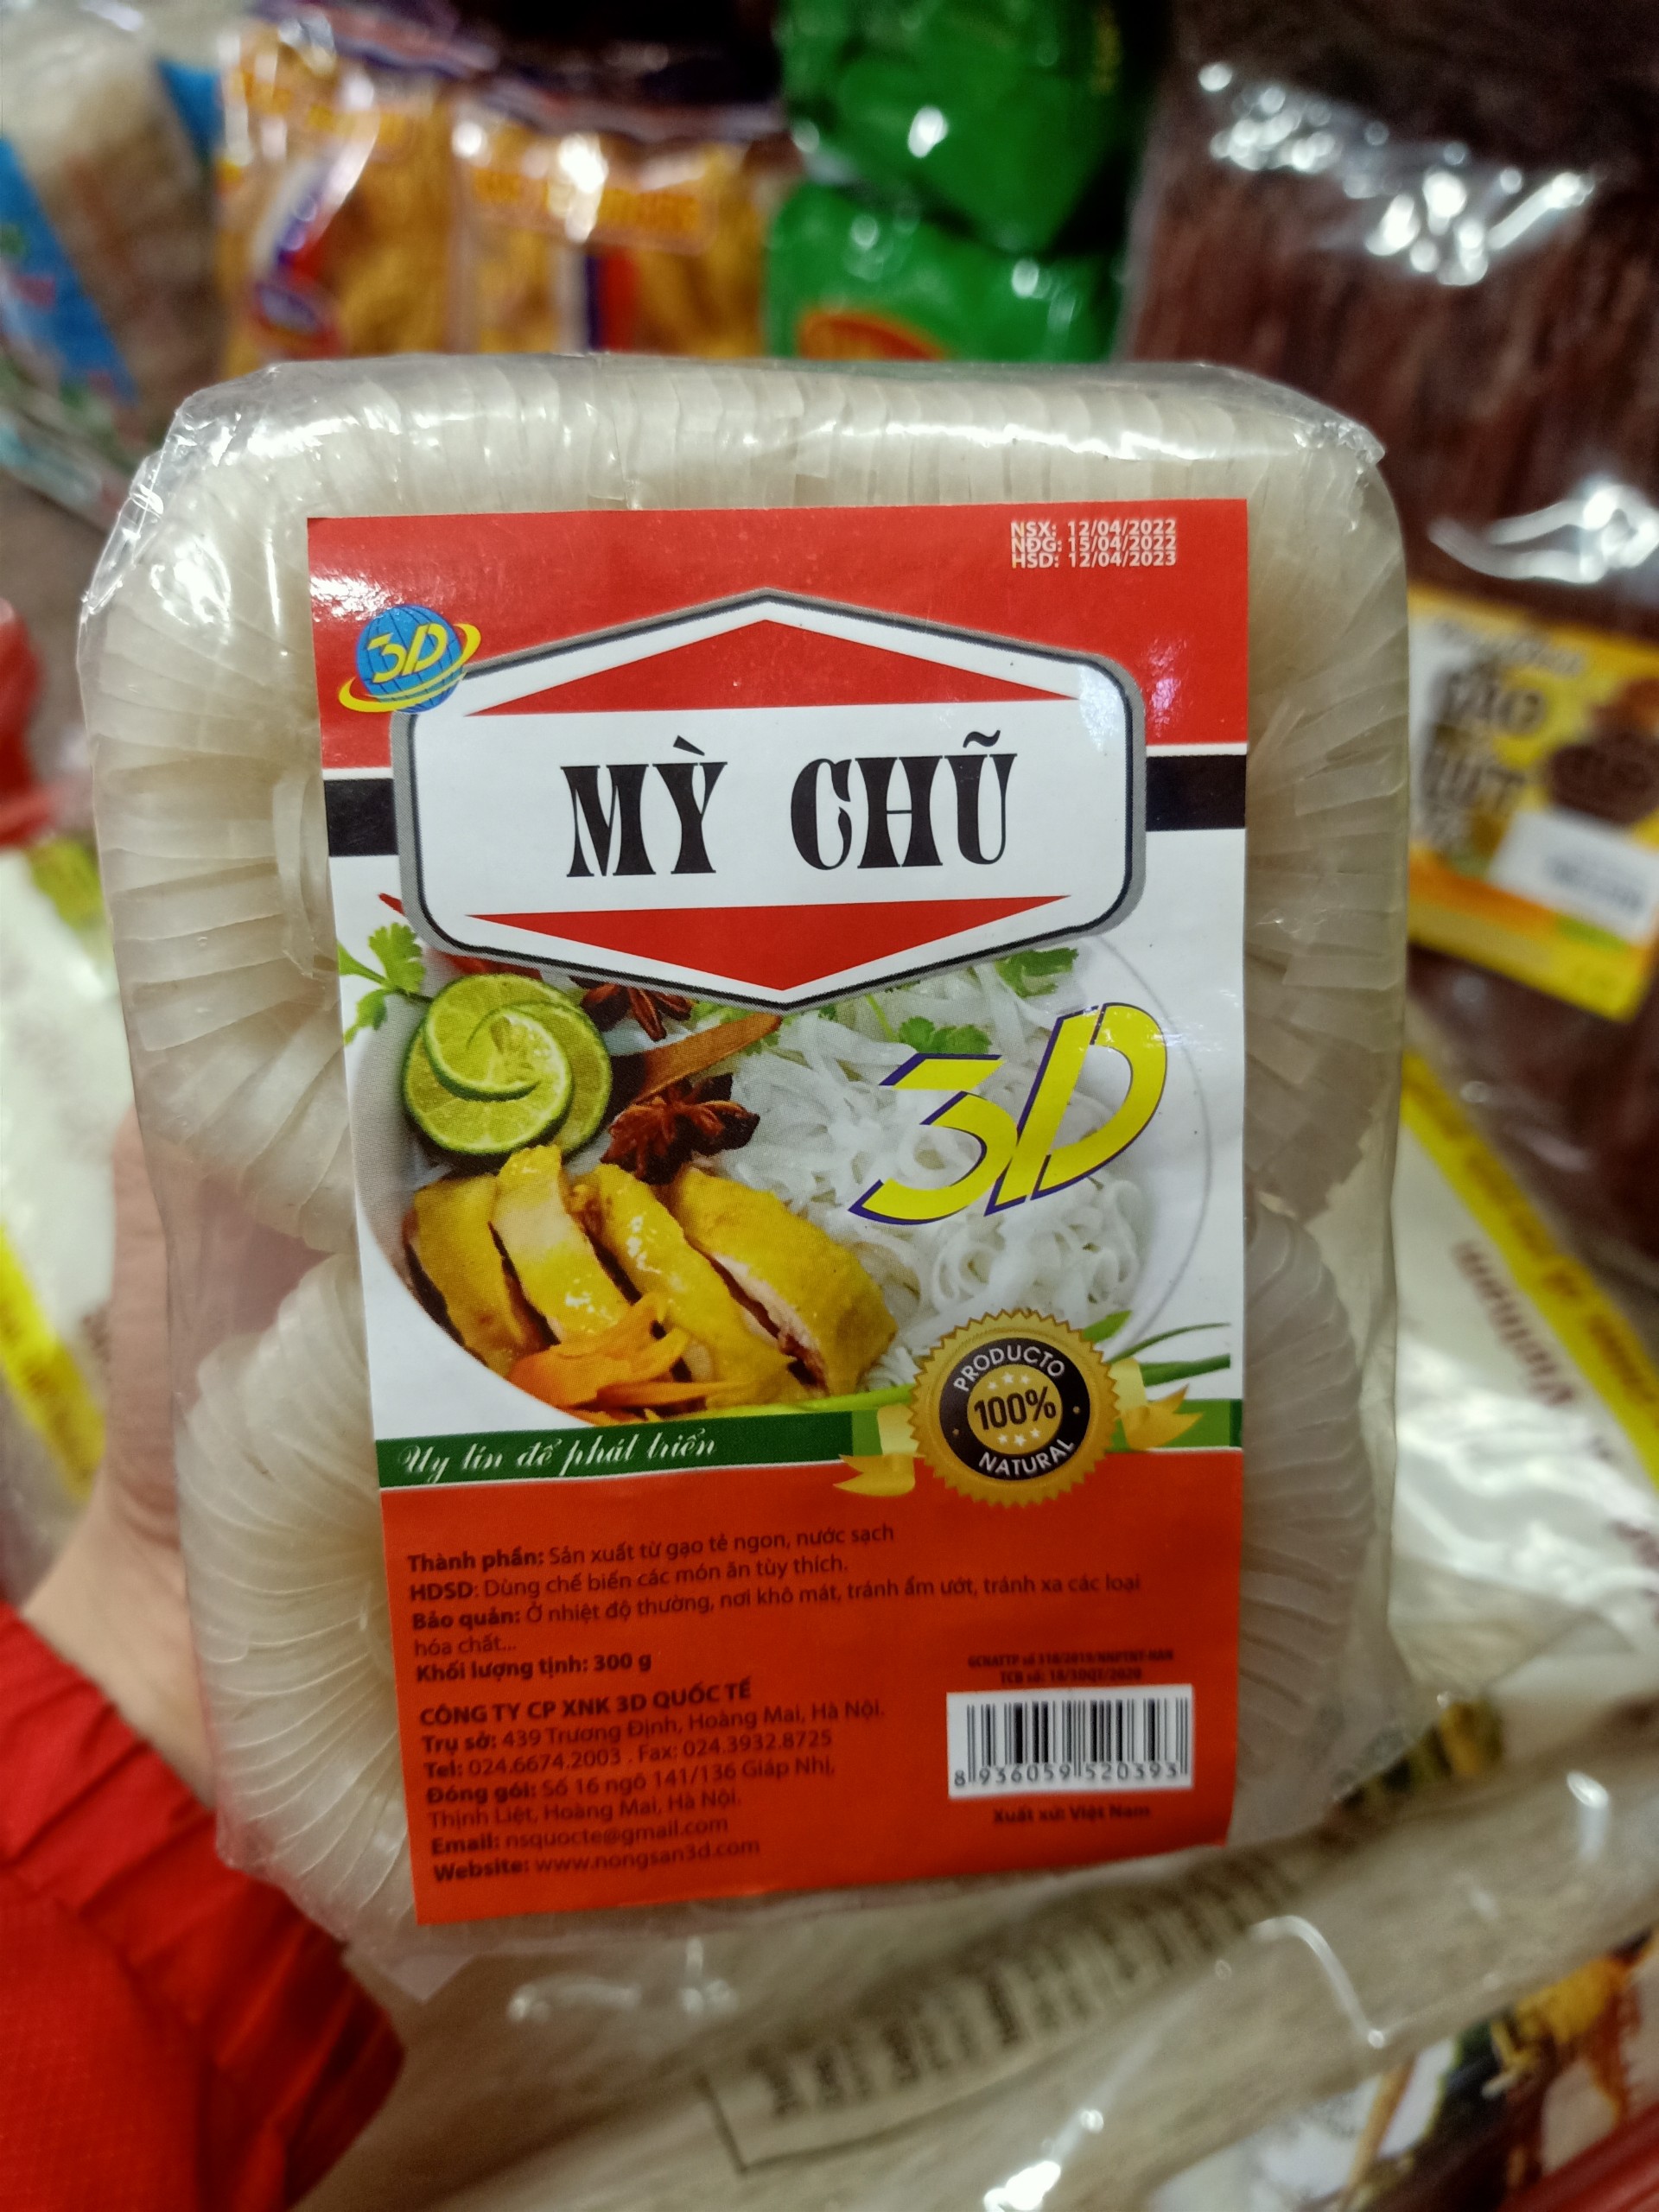 NSX: 12/04/2022
NĐG: 15/04/2022
HSD: 12/04/2023
3D
MỲ CHŨ
3D
PRODUCTO
100%
NATURAL
Uy tín để phát triển
Thành phần: Sản xuất từ gạo tẻ ngon, nước sạch
HDSD: Dùng chế biến các món ăn tùy thích.
Bảo quản: Ở nhiệt độ thường, nơi khô mát, tránh ẩm ướt, tránh xa các loại
hóa chất...
Khối lượng tịnh: 300 g
CÔNG TY CP XNK 3D QUỐC TẾ
Trụ sở: 439 Trương Định, Hoàng Mai, Hà Nội.
Tel: 024.6674.2003 . Fax: 024.3932.8725
Đóng gói: Số 16 ngõ 141/136 Giáp Nhị,
Thịnh Liệt, Hoàng Mai, Hà Nội.
Email: nsquocte@gmail.com
Website: www.nongsan3d.com
TCB số: 18/3DQT/2020
8 936059 520393
Xuất xứ: Việt Nam